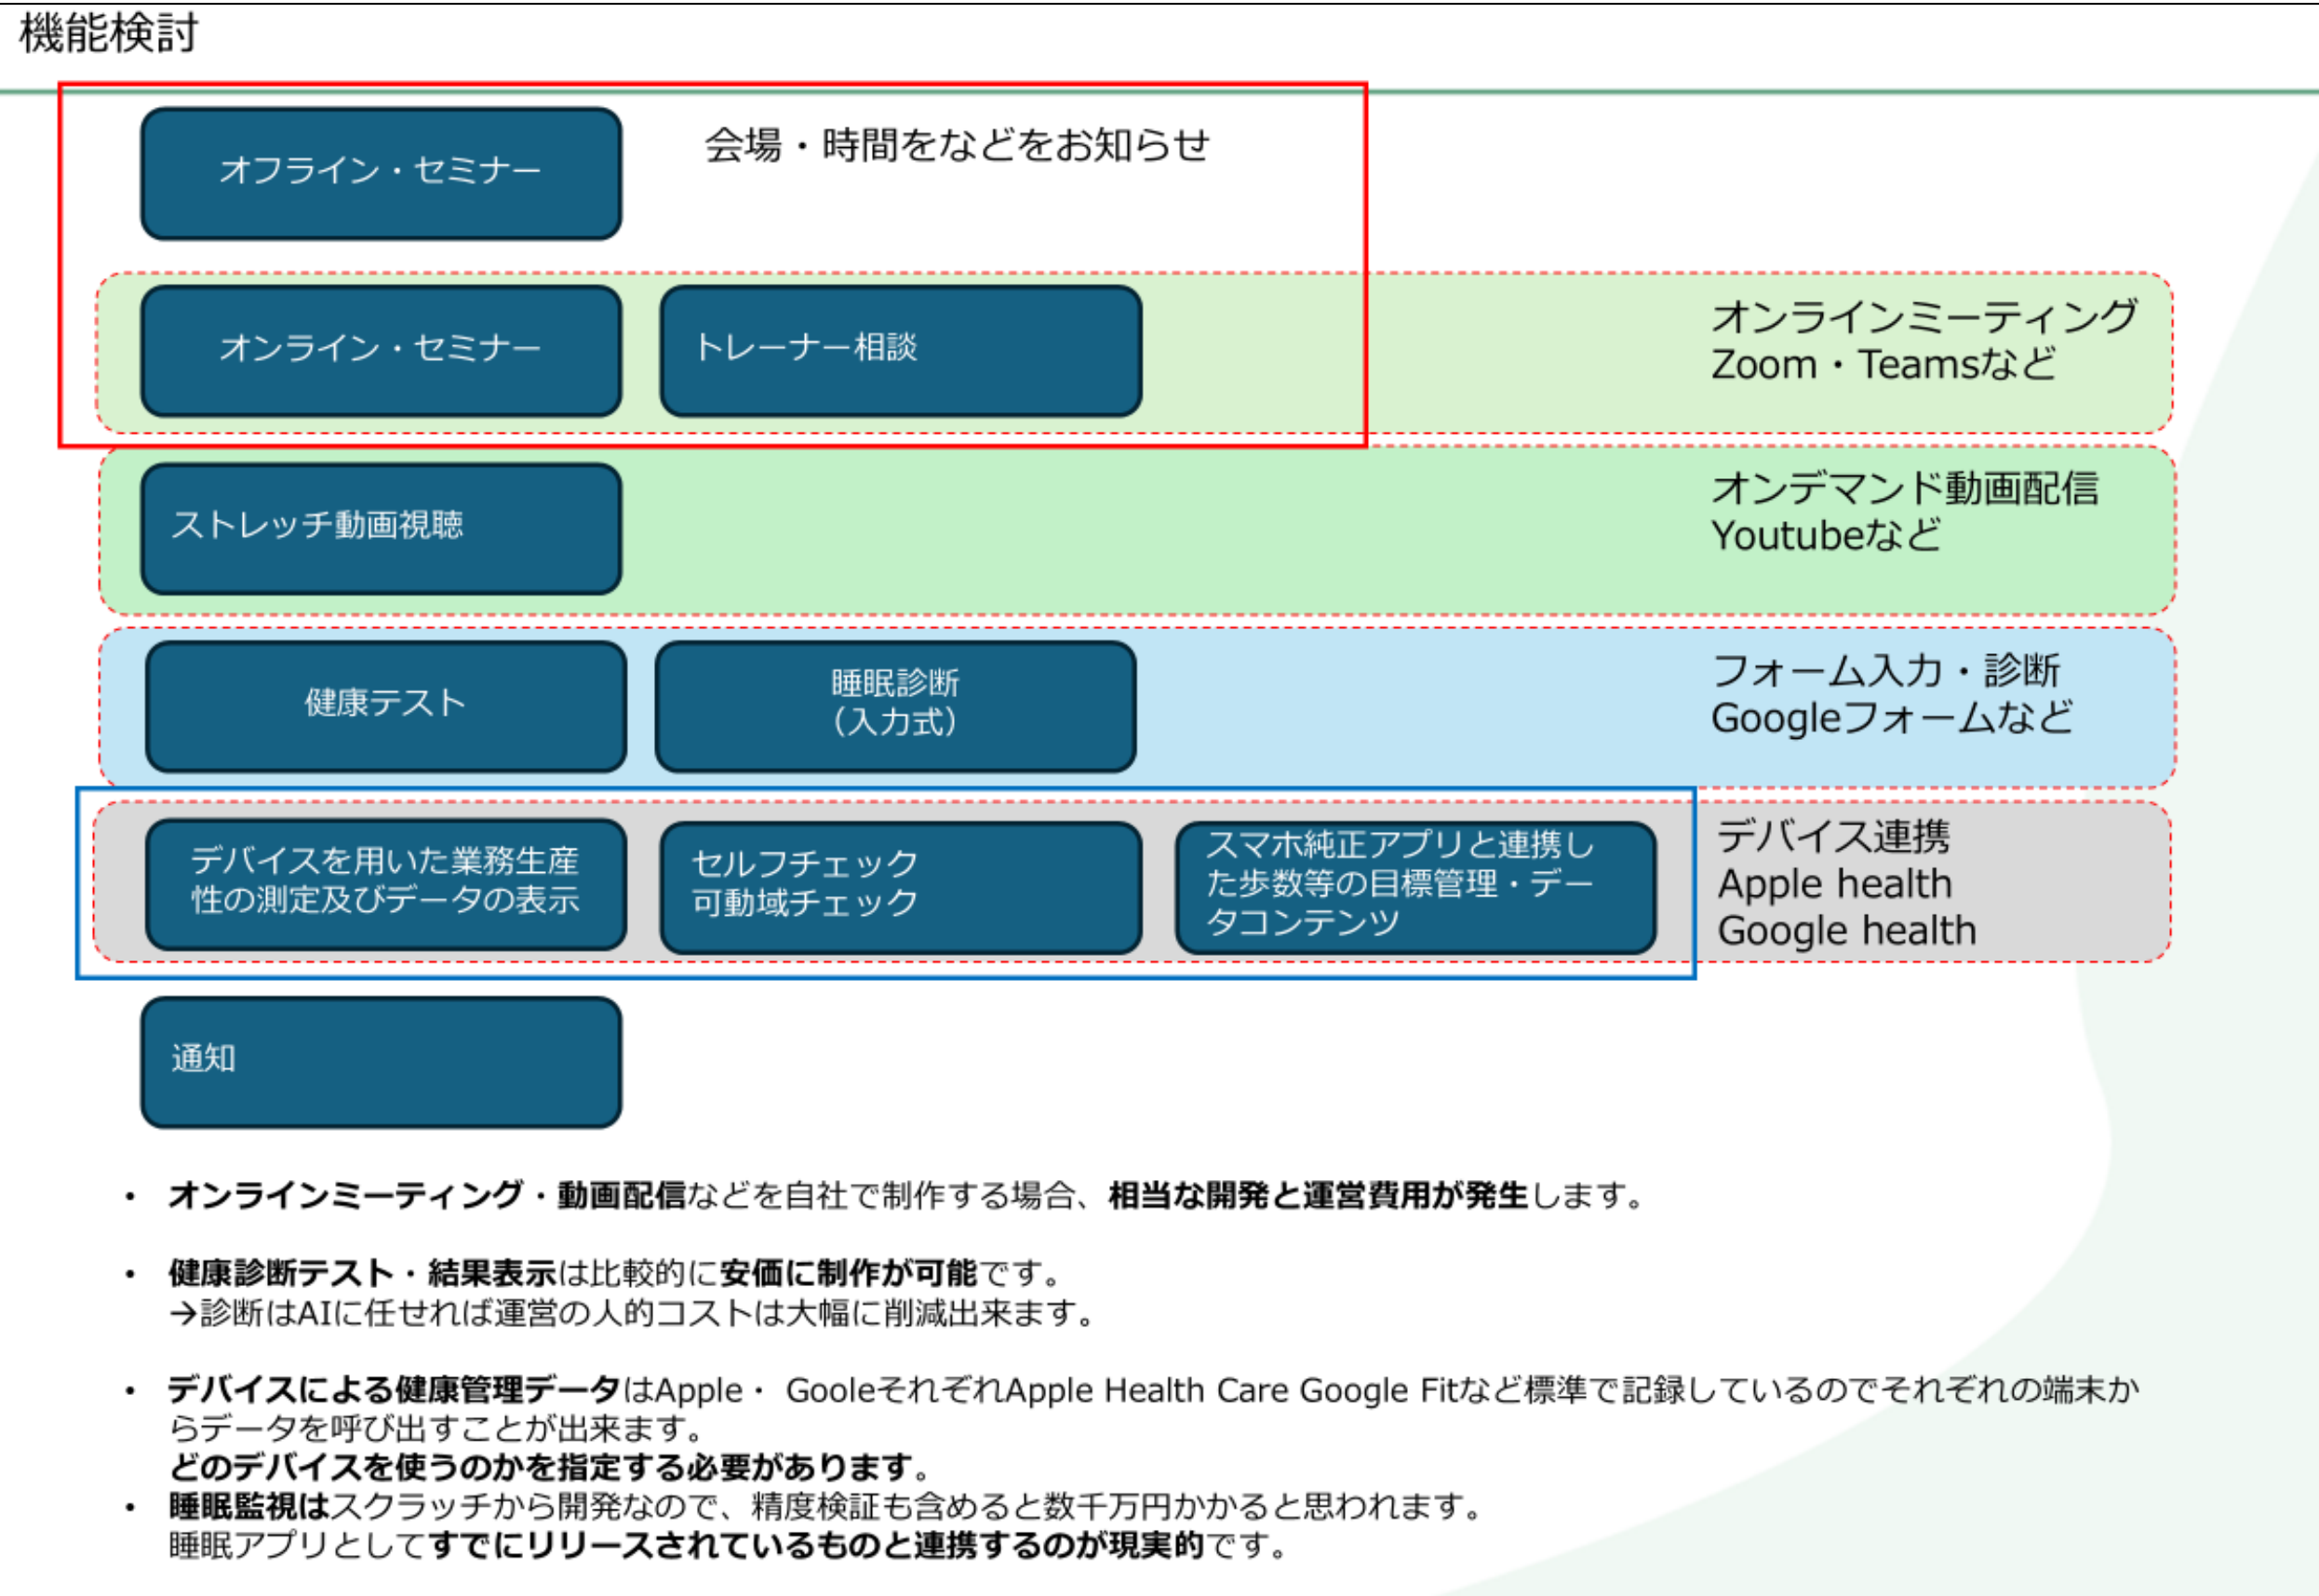 機能検討
オフライン・セミナー
会場・時間をなどをお知らせ
オンライン・セミナー
トレーナー相談
オンラインミーティング
Zoom・Teamsなど
ストレッチ動画視聴
オンデマンド動画配信
Youtubeなど
健康テスト
睡眠診断
（入力式）
フォーム入力・診断
Googleフォームなど
デバイスを用いた業務生産
性の測定及びデータの表示
セルフチェック
可動域チェック
スマホ純正アプリと連携し
た歩数等の目標管理・デー
タコンテンツ
デバイス連携
Apple health
Google health
通知
• オンラインミーティング・動画配信などを自社で制作する場合、相当な開発と運営費用が発生します。
• 健康診断テスト・結果表示は比較的に安価に制作が可能です。
→診断はAIに任せれば運営の人的コストは大幅に削減出来ます。
• デバイスによる健康管理データはApple・ GooleそれぞれApple Health Care Google Fitなど標準で記録しているのでそれぞれの端末か
らデータを呼び出すことが出来ます。
どのデバイスを使うのかを指定する必要があります。
• 睡眠監視はスクラッチから開発なので、精度検証も含めると数千万円かかると思われます。
睡眠アプリとしてすでにリリースされているものと連携するのが現実的です。